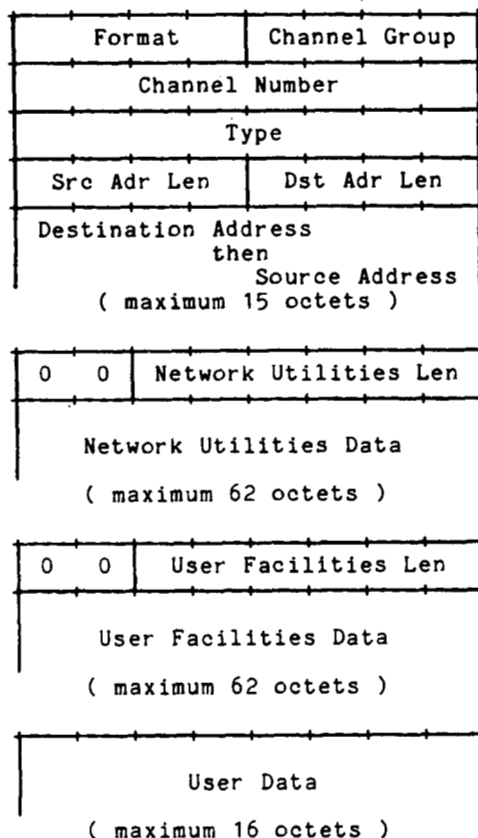 Format Channel Group
Channel Number
Type
Src Adr Len Dst Adr Len
Destination Address
then
Source Address
( maximum 15 octets )
0 0 Network Utilities Len
Network Utilities Data
( maximum 62 octets )
0 0 User Facilities Len
User Facilities Data
( maximum 62 octets )
User Data
( maximum 16 octets )